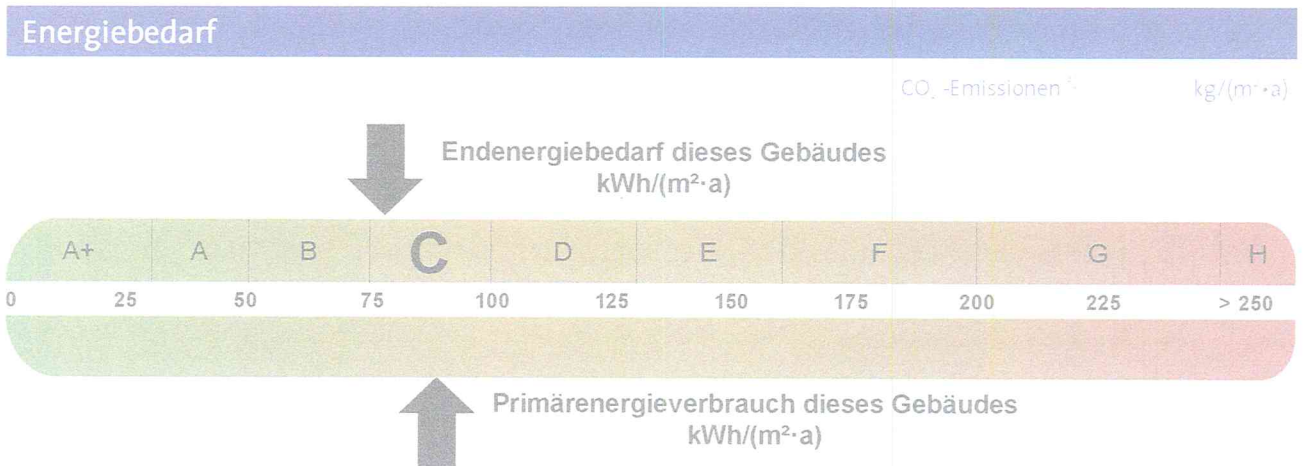 Energiebedarf
CO₂ -Emissionen kg/(m²·a)
Endenergiebedarf dieses Gebäudes
kWh/(m²·a)
A+ A B C D E F G H
0 25 50 75 100 125 150 175 200 225 > 250
Primärenergieverbrauch dieses Gebäudes
kWh/(m²·a)